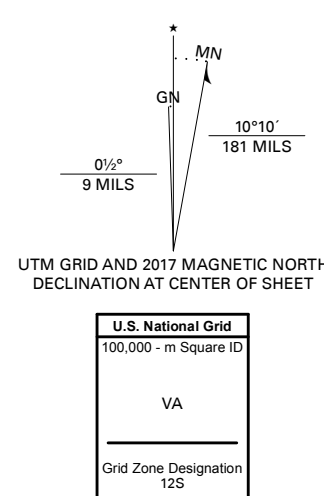 ★
MN
GN
10°10´
181 MILS
0½°
9 MILS
UTM GRID AND 2017 MAGNETIC NORTH
DECLINATION AT CENTER OF SHEET
U.S. National Grid
100,000 - m Square ID
VA
Grid Zone Designation
12S